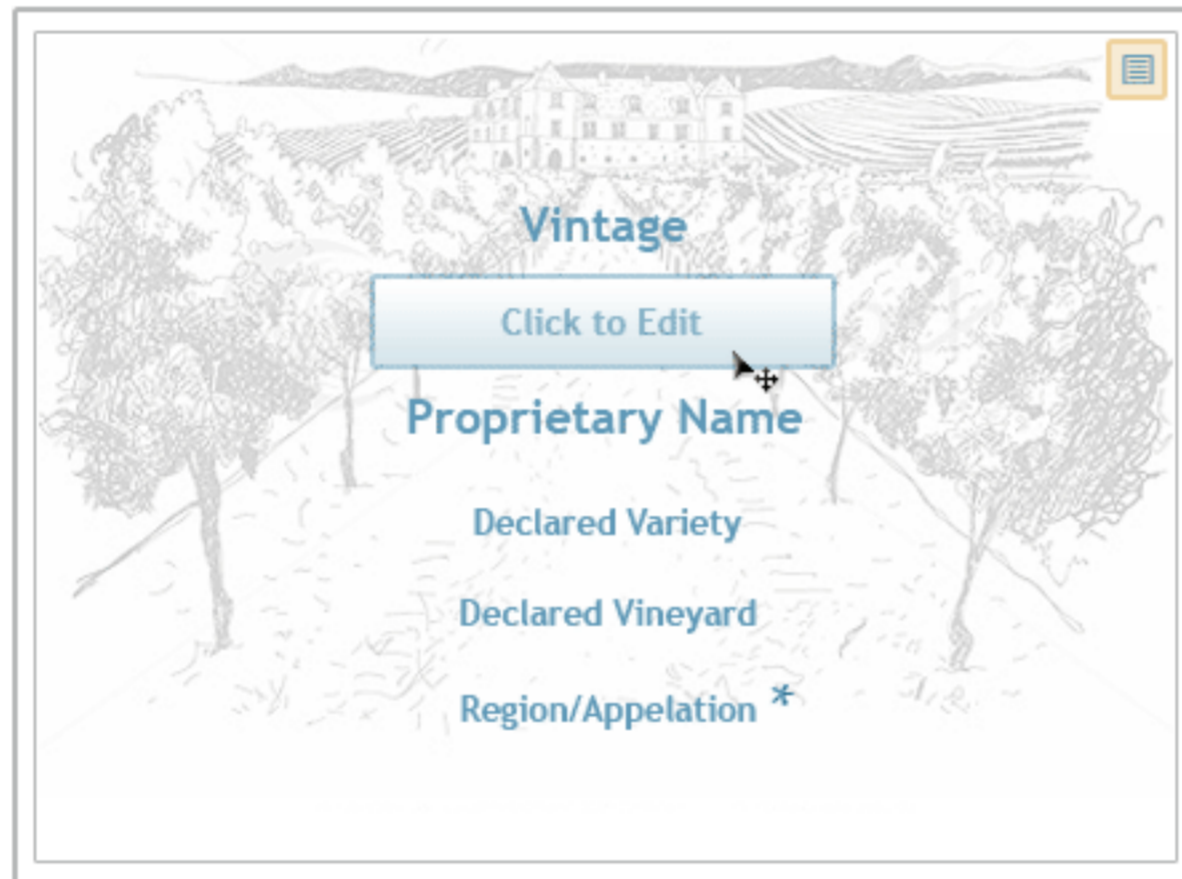 Vintage
Click to Edit
Proprietary Name
Declared Variety
Declared Vineyard
Region/Appelation *